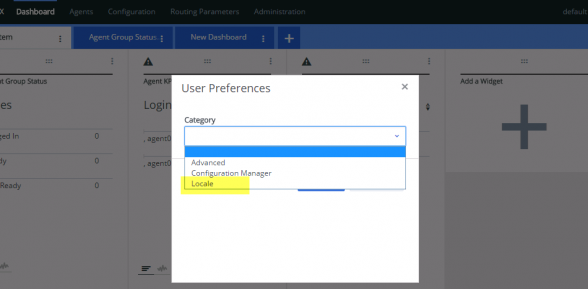 X Dashboard Agents Configuration Routing Parameters Administration default
tem Agent Group Status New Dashboard +
t Group Status
Agent KP
Add a Widget
es
Login
ged In 0
dy 0
Ready 0
, agent0
, agent0
User Preferences ×
Category
Advanced
Configuration Manager
Locale